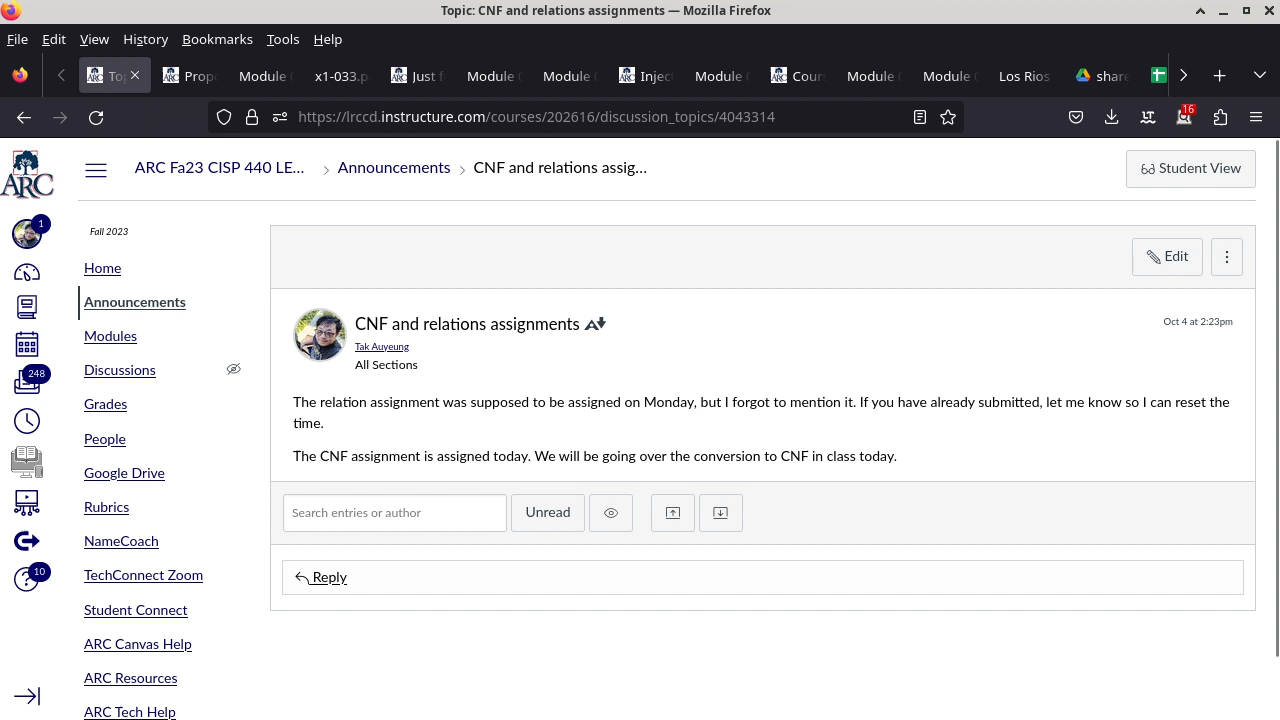 Topic: CNF and relations assignments — Mozilla Firefox
File Edit View History Bookmarks Tools Help
Module x1-033.p Just f Module Module Injec Module Cour Module Module Los Rios share
https://lrccd.instructure.com/courses/202616/discussion_topics/4043314
16
ARC
ARC Fa23 CISP 440 LE... Announcements CNF and relations assig...
Student View
1
248
10
Fall 2023
Home
Announcements
Modules
Discussions
Grades
People
Google Drive
Rubrics
NameCoach
TechConnect Zoom
Student Connect
ARC Canvas Help
ARC Resources
ARC Tech Help
Edit
CNF and relations assignments
Oct 4 at 2:23pm
Tak Auyeung
All Sections
The relation assignment was supposed to be assigned on Monday, but I forgot to mention it. If you have already submitted, let me know so I can reset the
time.
The CNF assignment is assigned today. We will be going over the conversion to CNF in class today.
Search entries or author
Unread
Reply